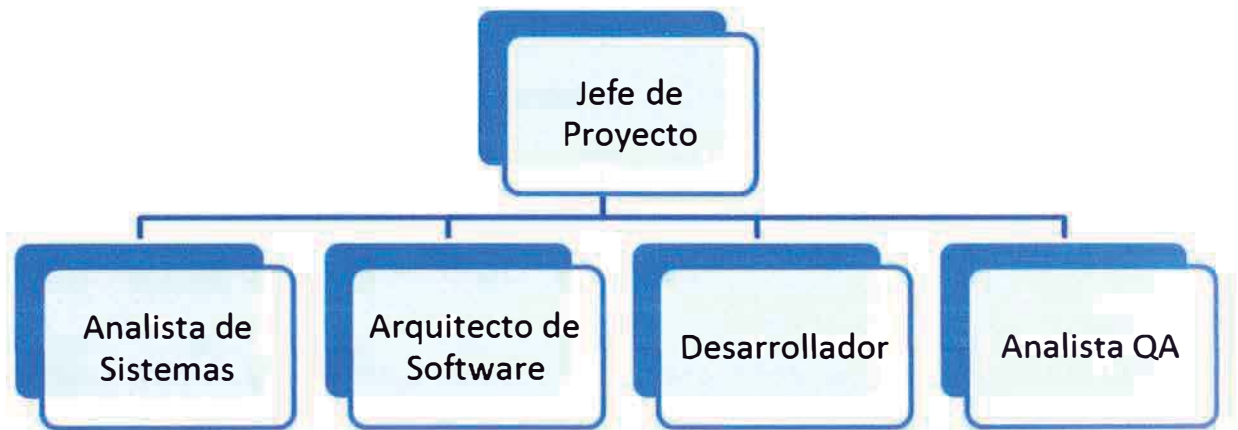 Jefe de
Proyecto
Analista de
Sistemas
Arquitecto de
Software
Desarrollador
Analista QA